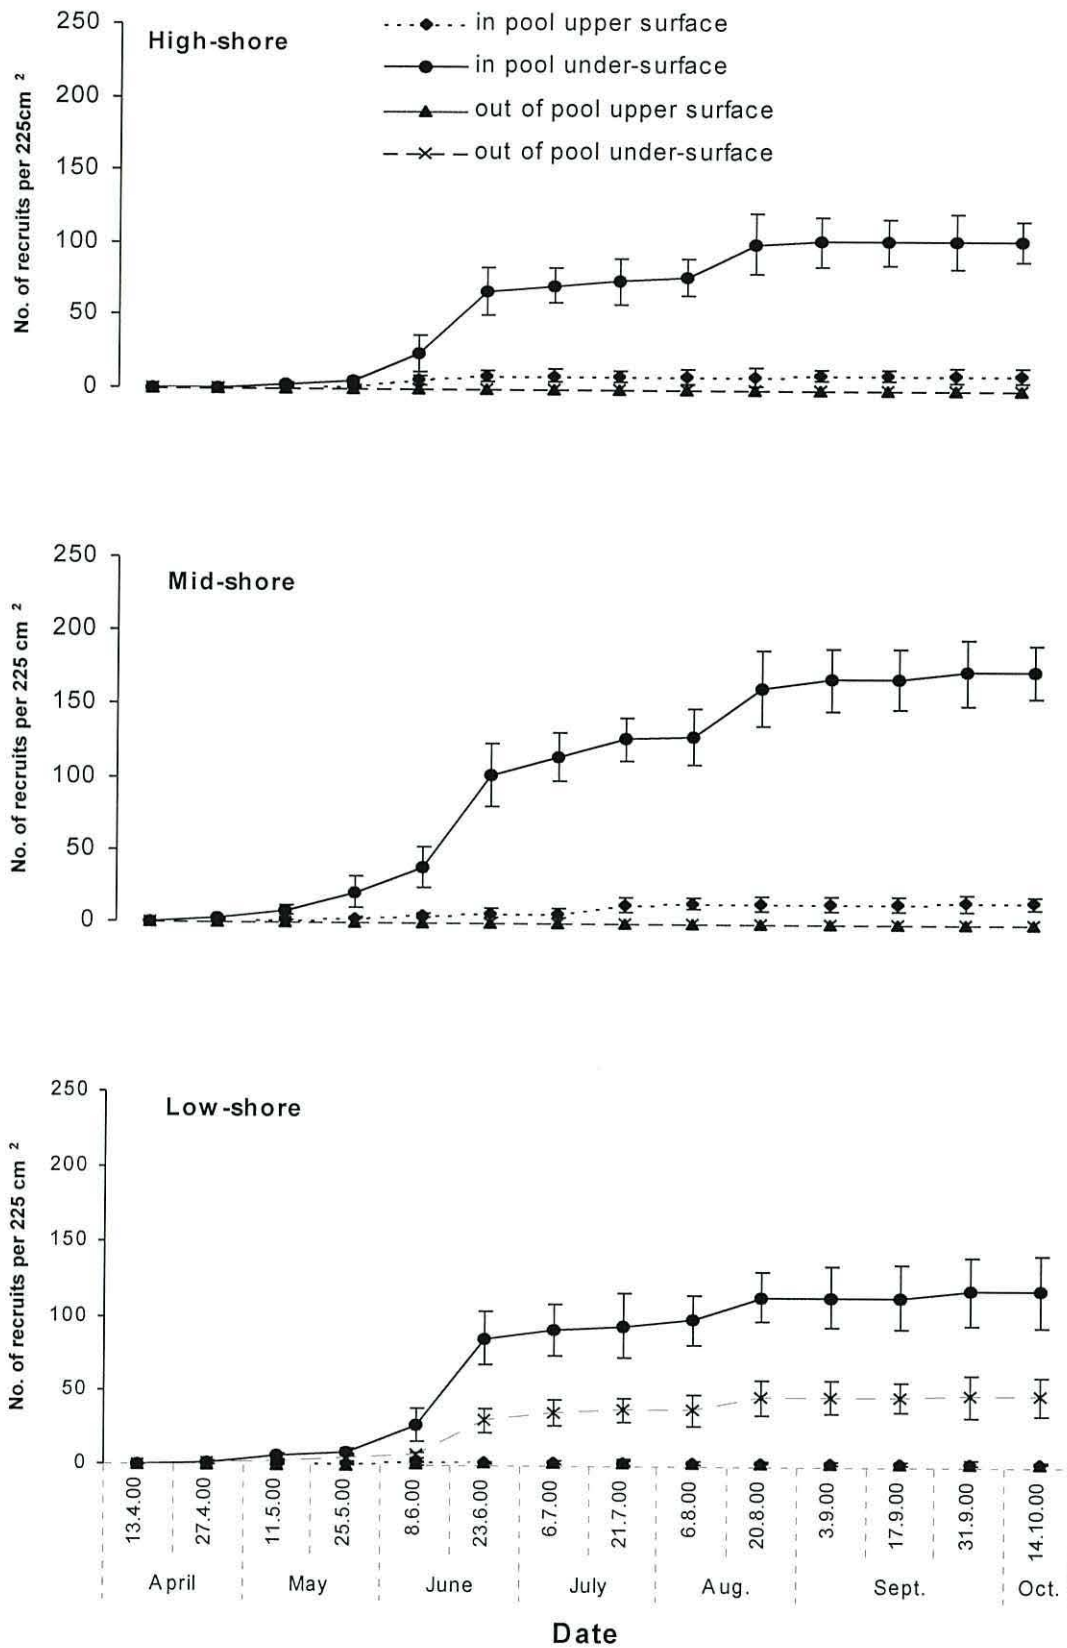 250
200
150
100
50
0
No. of recruits per 225cm ²
High-shore
in pool upper surface
in pool under-surface
out of pool upper surface
out of pool under-surface
250
200
150
100
50
0
No. of recruits per 225 cm ²
Mid-shore
250
200
150
100
50
0
No. of recruits per 225 cm ²
Low-shore
13.4.00 27.4.00 11.5.00 25.5.00 8.6.00 23.6.00 6.7.00 21.7.00 6.8.00 20.8.00 3.9.00 17.9.00 31.9.00 14.10.00
April May June July Aug. Sept. Oct.
Date